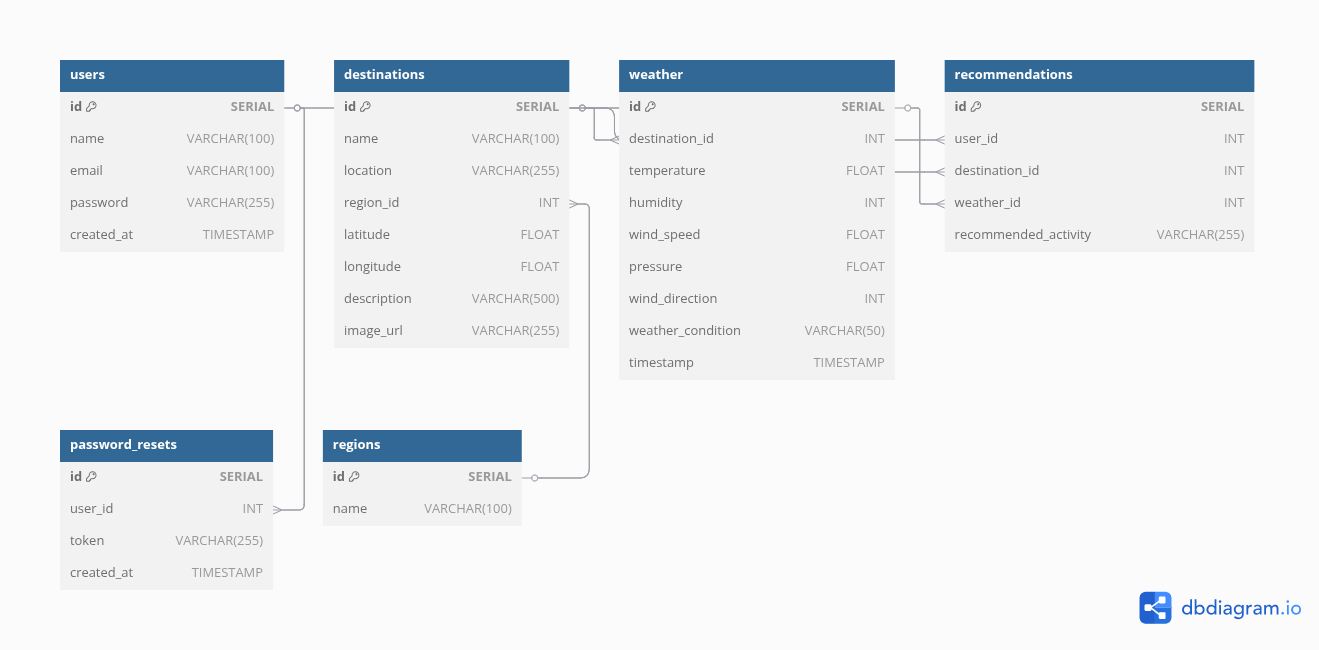 users
id SERIAL
name VARCHAR(100)
email VARCHAR(100)
password VARCHAR(255)
created_at TIMESTAMP
destinations
id SERIAL
name VARCHAR(100)
location VARCHAR(255)
region_id INT
latitude FLOAT
longitude FLOAT
description VARCHAR(500)
image_url VARCHAR(255)
weather
id SERIAL
destination_id INT
temperature FLOAT
humidity INT
wind_speed FLOAT
pressure FLOAT
wind_direction INT
weather_condition VARCHAR(50)
timestamp TIMESTAMP
recommendations
id SERIAL
user_id INT
destination_id INT
weather_id INT
recommended_activity VARCHAR(255)
password_resets
id SERIAL
user_id INT
token VARCHAR(255)
created_at TIMESTAMP
regions
id SERIAL
name VARCHAR(100)
dbdiagram.io